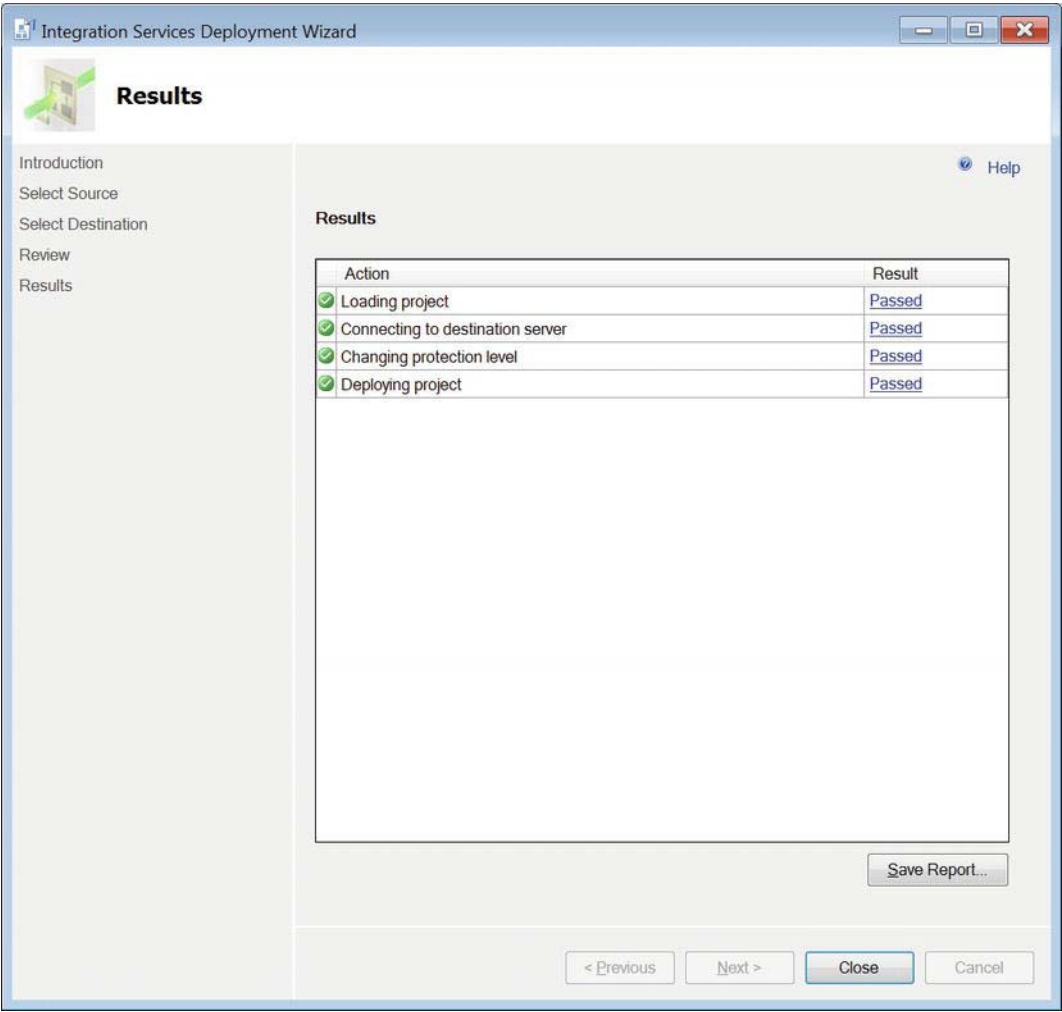 Integration Services Deployment Wizard
Results
Introduction
Select Source
Select Destination
Review
Results
Help
Results
Action Result
Loading project Passed
Connecting to destination server Passed
Changing protection level Passed
Deploying project Passed
Save Report...
< Previous Next > Close Cancel